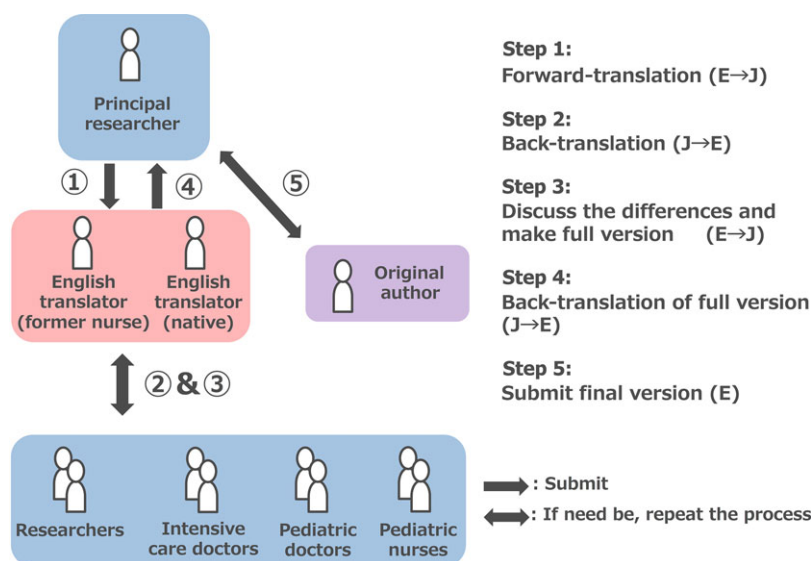 Principal
researcher
①
④
⑤
English
translator
(former nurse)
English
translator
(native)
Original
author
②&③
Researchers
Intensive
care doctors
Pediatric
doctors
Pediatric
nurses
Step 1:
Forward-translation (E→J)
Step 2:
Back-translation (J→E)
Step 3:
Discuss the differences and
make full version (E→J)
Step 4:
Back-translation of full version
(J→E)
Step 5:
Submit final version (E)
: Submit
: If need be, repeat the process